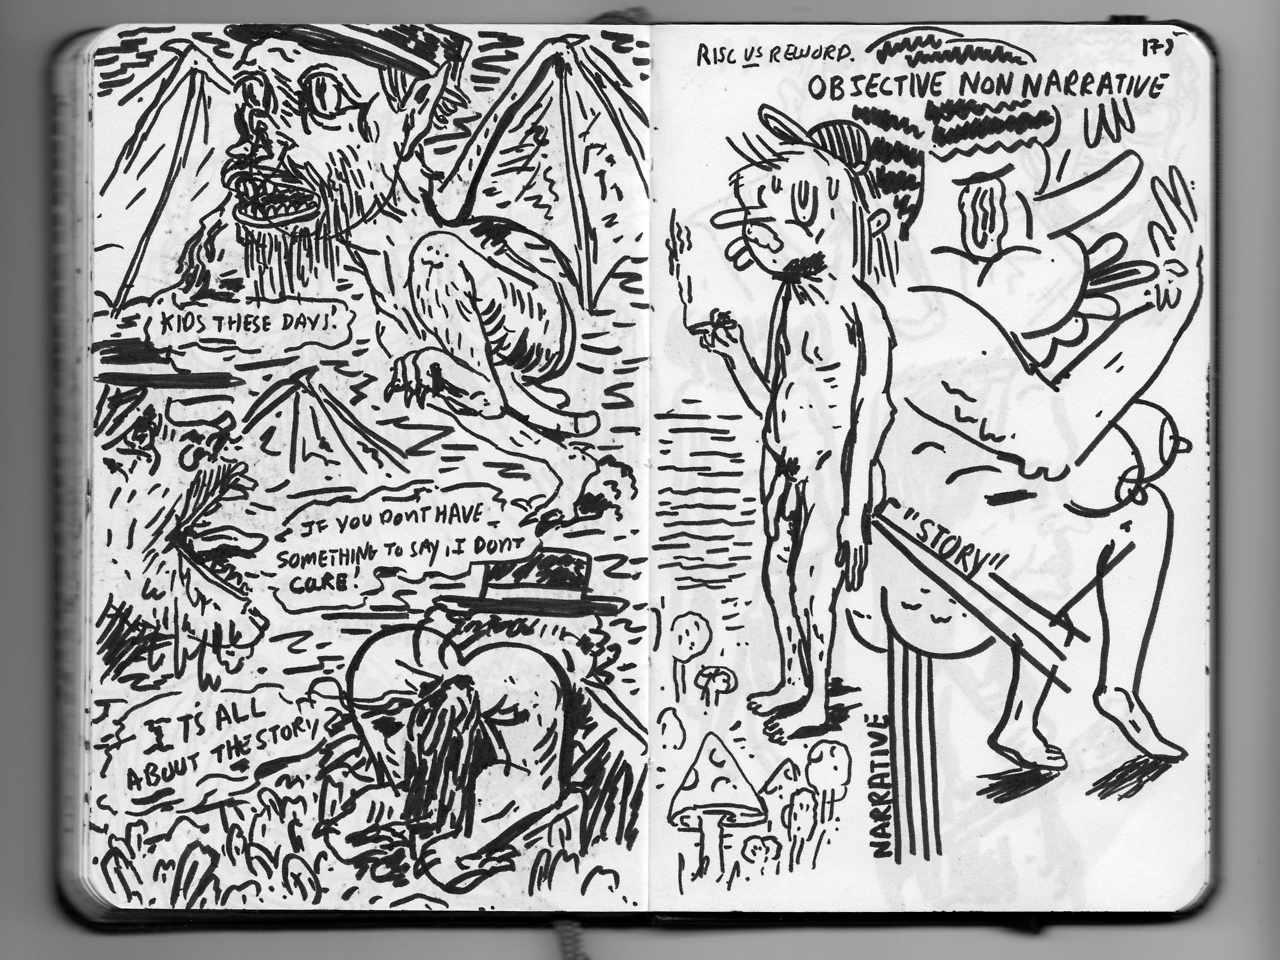 KIDS THESE DAYS!
IF YOU DONT HAVE
SOMETHING TO SAY, I DONT
CARE!
ITS ALL
ABOUT THE STORY
RISC VS REWORD.
178
OBJECTIVE NON NARRATIVE
"STORY"
NARRATIVE